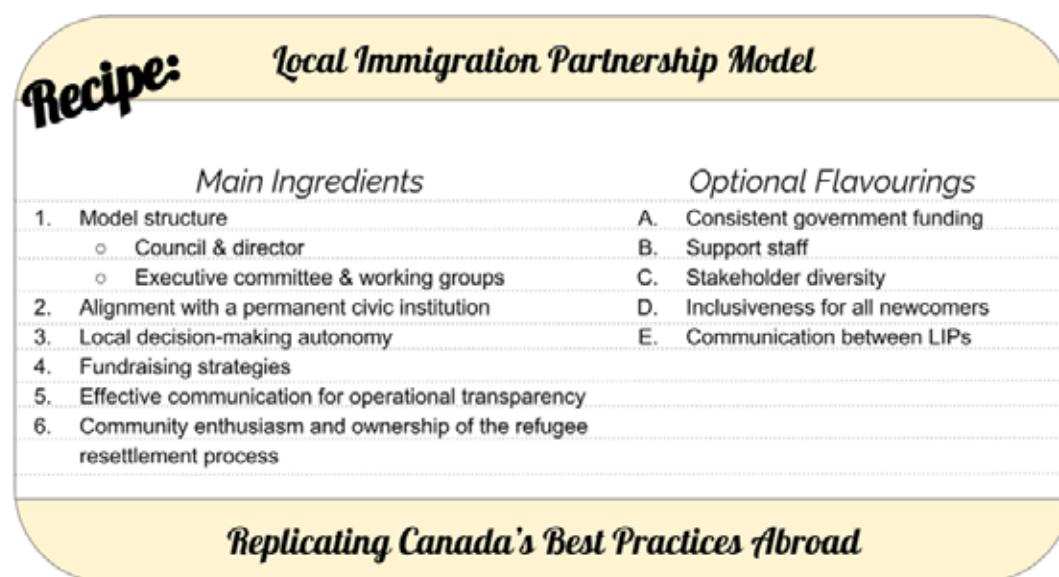 Recipe:
Local Immigration Partnership Model
Main Ingredients
1. Model structure
○ Council & director
○ Executive committee & working groups
2. Alignment with a permanent civic institution
3. Local decision-making autonomy
4. Fundraising strategies
5. Effective communication for operational transparency
6. Community enthusiasm and ownership of the refugee
resettlement process
Optional Flavourings
A. Consistent government funding
B. Support staff
C. Stakeholder diversity
D. Inclusiveness for all newcomers
E. Communication between LIPs
Replicating Canada's Best Practices Abroad